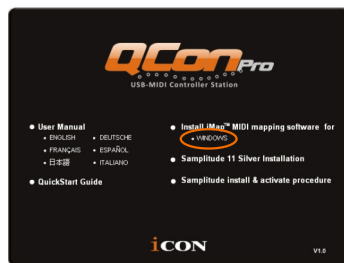 QCon Pro
USB-MIDI Controller Station
● User Manual
• ENGLISH • DEUTSCHE
• FRANÇAIS • ESPAÑOL
• 日本語 • ITALIANO
● QuickStart Guide
● Install iMap™ MIDI mapping software for
• WINDOWS
● Samplitude 11 Silver Installation
● Samplitude install & activate procedure
iCON
V1.0